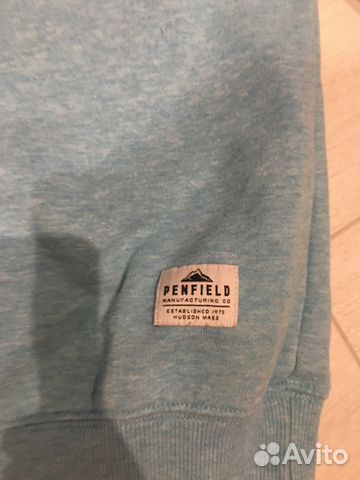 PENFIELD
MANUFACTURING CO
ESTABLISHED 1975
HUDSON MASS
Avito